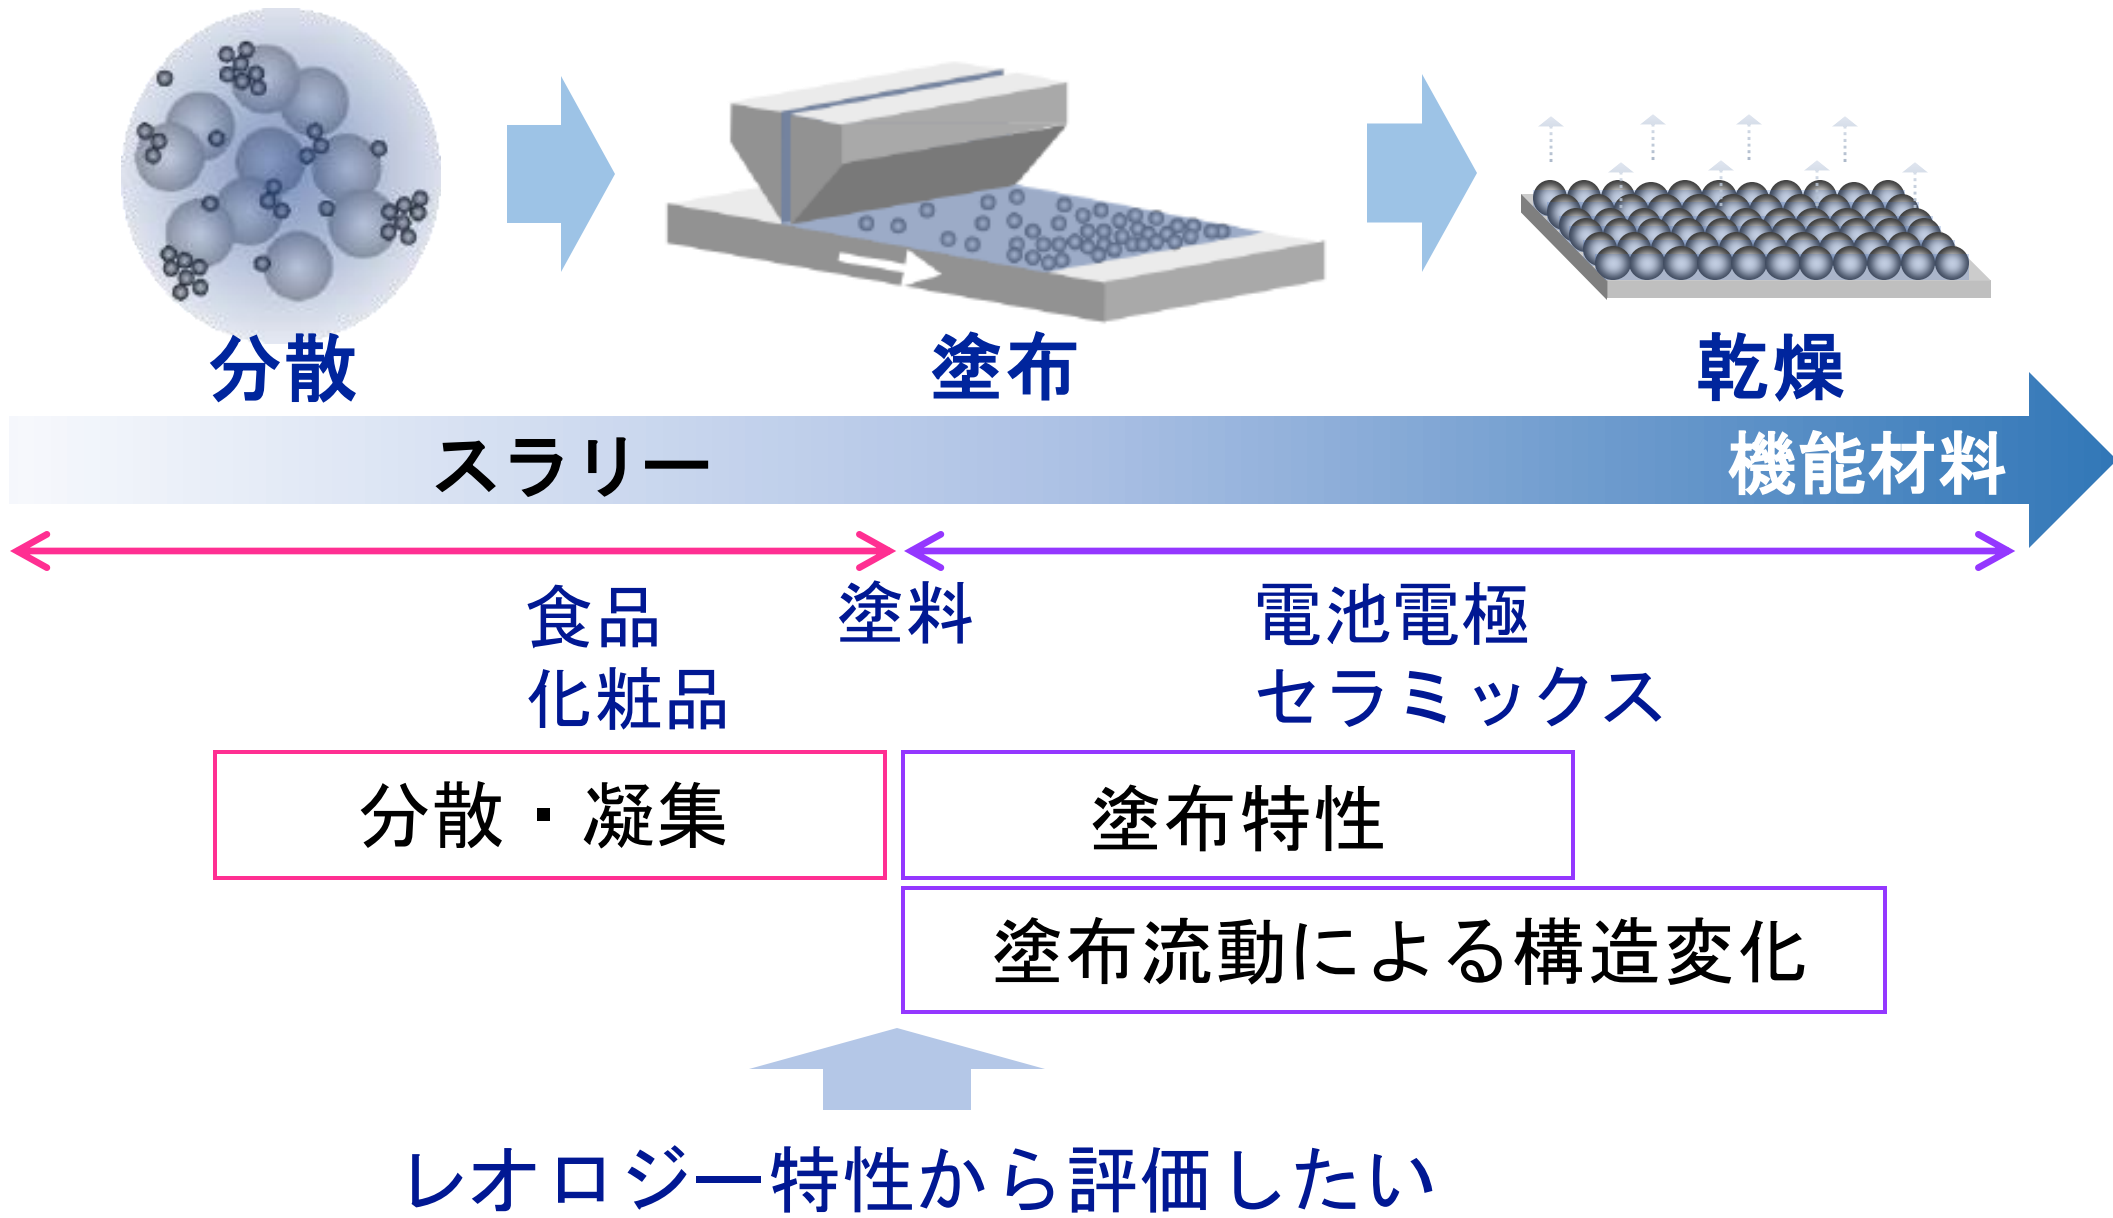 分散
塗布
乾燥
スラリー
機能材料
食品
塗料
電池電極
化粧品
セラミックス
分散・凝集
塗布特性
塗布流動による構造変化
レオロジー特性から評価したい